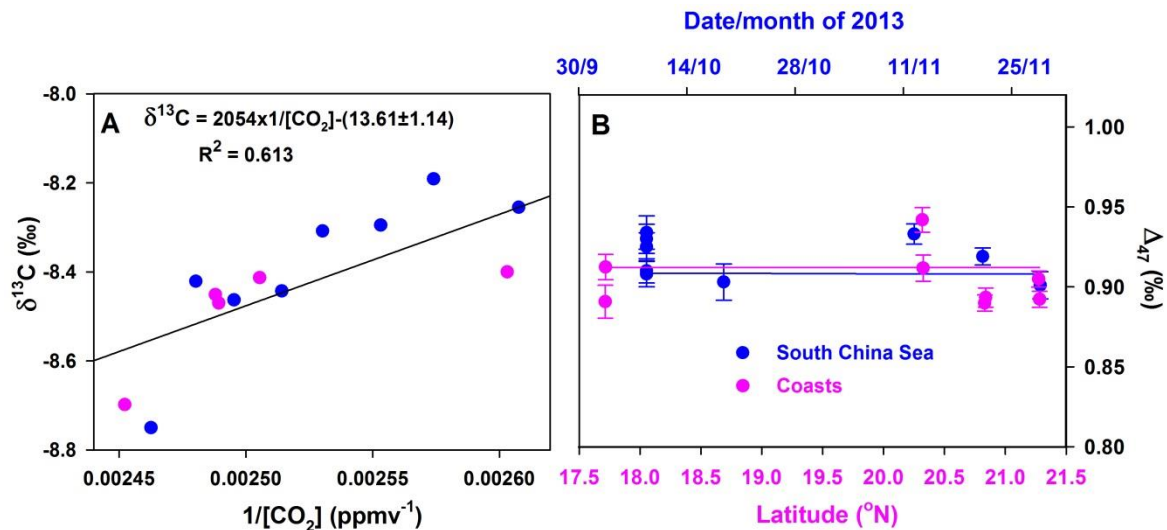 Date/month of 2013
30/9 14/10 28/10 11/11 25/11
A
δ¹³C = 2054x1/[CO₂]-(13.61±1.14)
R² = 0.613
-8.0
-8.2
-8.4
-8.6
-8.8
δ¹³C (‰)
0.00245 0.00250 0.00255 0.00260
1/[CO₂] (ppmv⁻¹)
B
South China Sea
Coasts
1.00
0.95
0.90
0.85
0.80
Δ₄₇ (‰)
17.5 18.0 18.5 19.0 19.5 20.0 20.5 21.0 21.5
Latitude (°N)